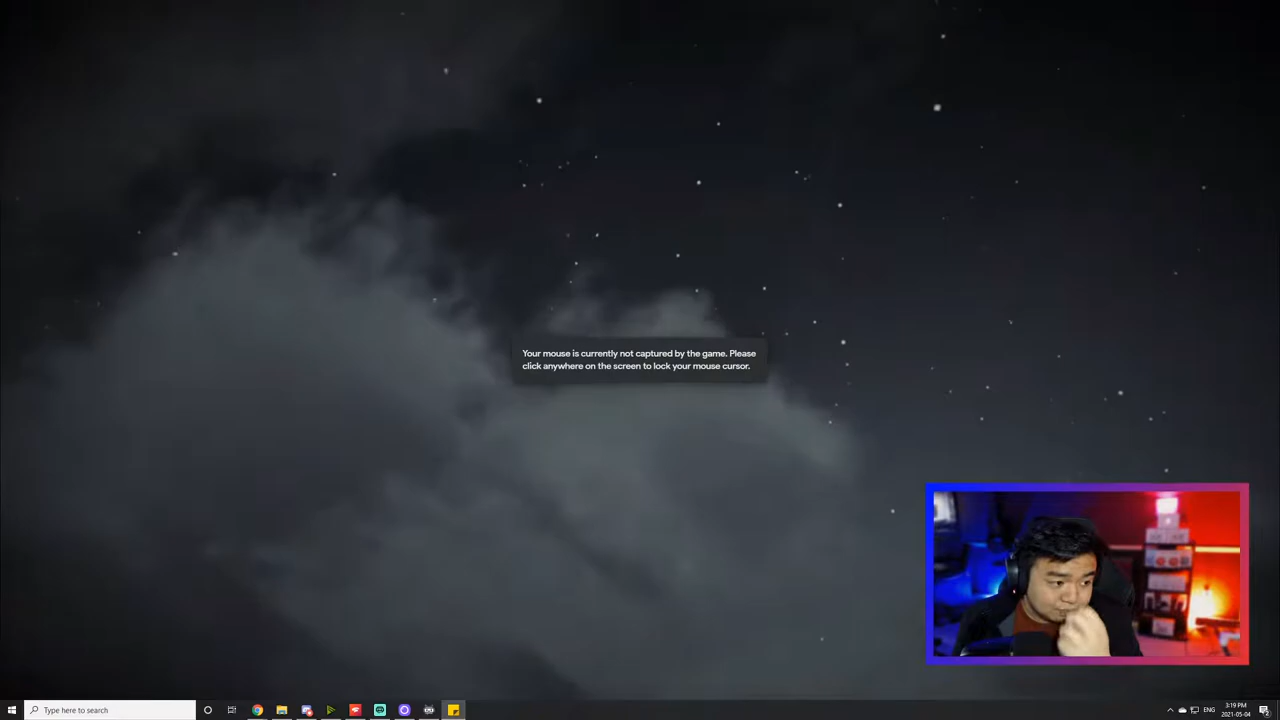 Your mouse is currently not captured by the game. Please
click anywhere on the screen to lock your mouse cursor.
Type here to search
ENG
3:19 PM
2021-05-04